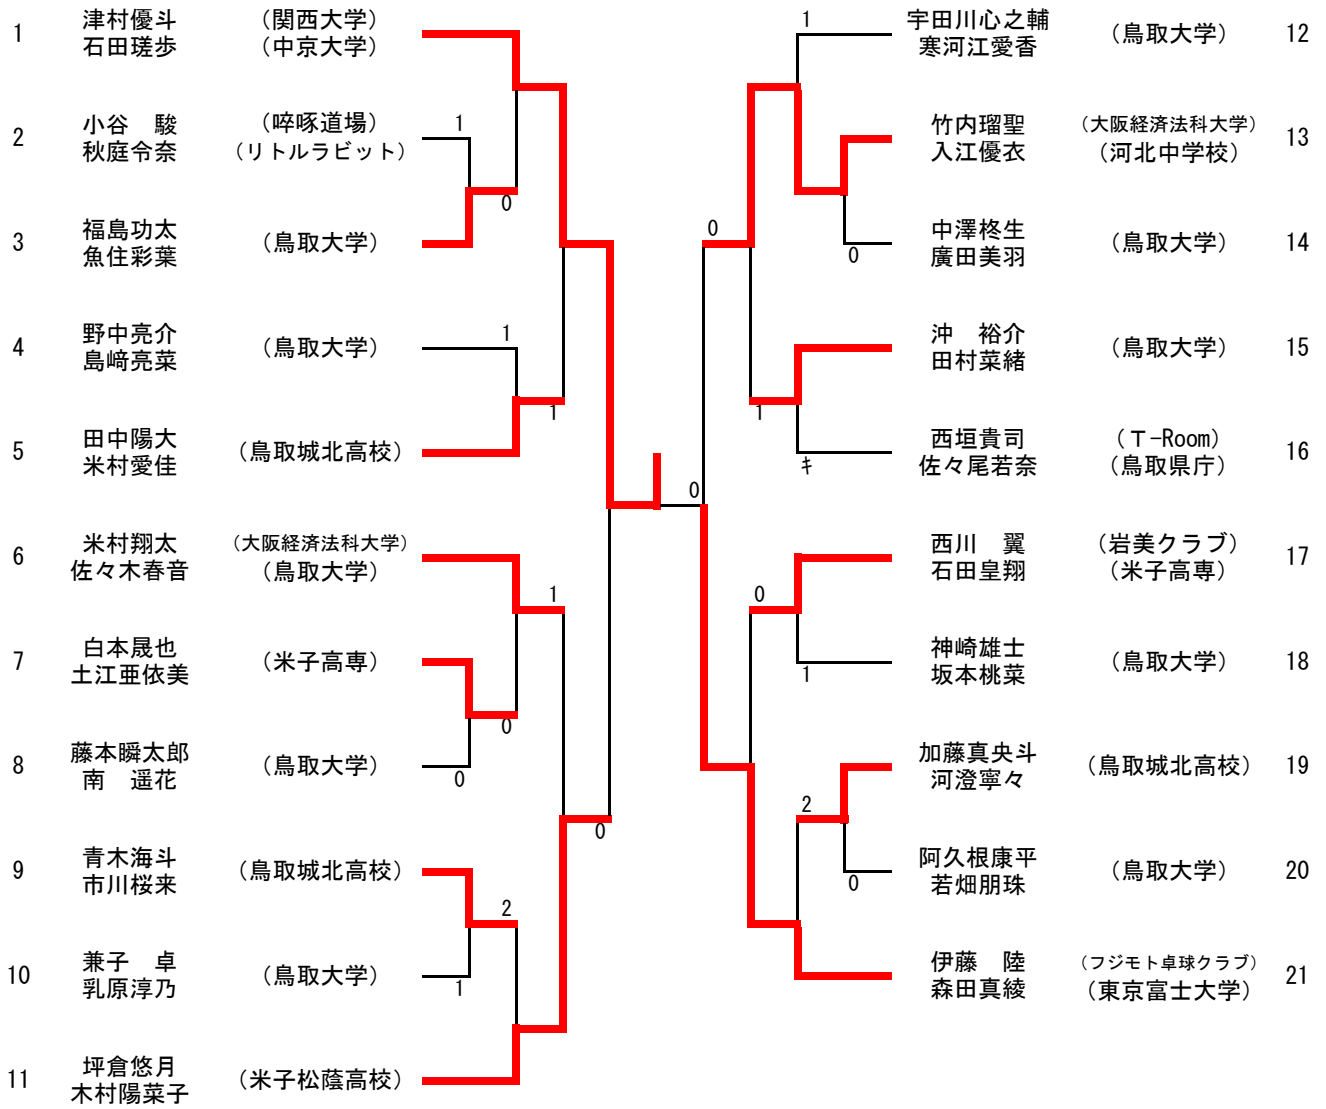 1 津村優斗 (関西大学)
石田瑳歩 (中京大学)
2 小谷　駿 (啐啄道場)
秋庭令奈 (リトルラビット)
3 福島功太 (鳥取大学)
魚住彩葉
4 野中亮介 (鳥取大学)
島﨑亮菜
5 田中陽大 (鳥取城北高校)
米村愛佳
6 米村翔太 (大阪経済法科大学)
佐々木春音 (鳥取大学)
7 白本晟也 (米子高専)
土江亜依美
8 藤本瞬太郎 (鳥取大学)
南　遥花
9 青木海斗 (鳥取城北高校)
市川桜来
10 兼子　卓 (鳥取大学)
乳原淳乃
11 坪倉悠月 (米子松蔭高校)
木村陽菜子
1
0
1
1
1
0
0
0
2
1
0
0
宇田川心之輔 (鳥取大学) 12
寒河江愛香
竹内瑠聖 (大阪経済法科大学) 13
入江優衣 (河北中学校)
中澤柊生 (鳥取大学) 14
廣田美羽
沖　裕介 (鳥取大学) 15
田村菜緒
西垣貴司 (T-Room) 16
佐々尾若奈 (鳥取県庁)
西川　翼 (岩美クラブ) 17
石田皇翔 (米子高専)
神崎雄士 (鳥取大学) 18
坂本桃菜
加藤真央斗 (鳥取城北高校) 19
河澄寧々
阿久根康平 (鳥取大学) 20
若畑朋珠
伊藤　陸 (フジモト卓球クラブ) 21
森田真綾 (東京富士大学)
1
0
0
1
キ
0
1
2
0